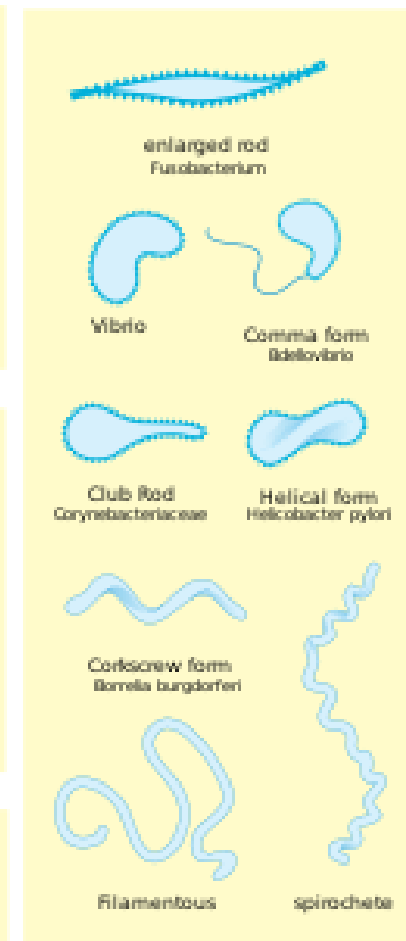 enlarged rod
Fusobacterium
Vibrio
Comma form
Bdellovibrio
Club Rod
Corynebacteriaceae
Helical form
Helicobacter pylori
Corkscrew form
Borrelia burgdorferi
Filamentous
spirochete